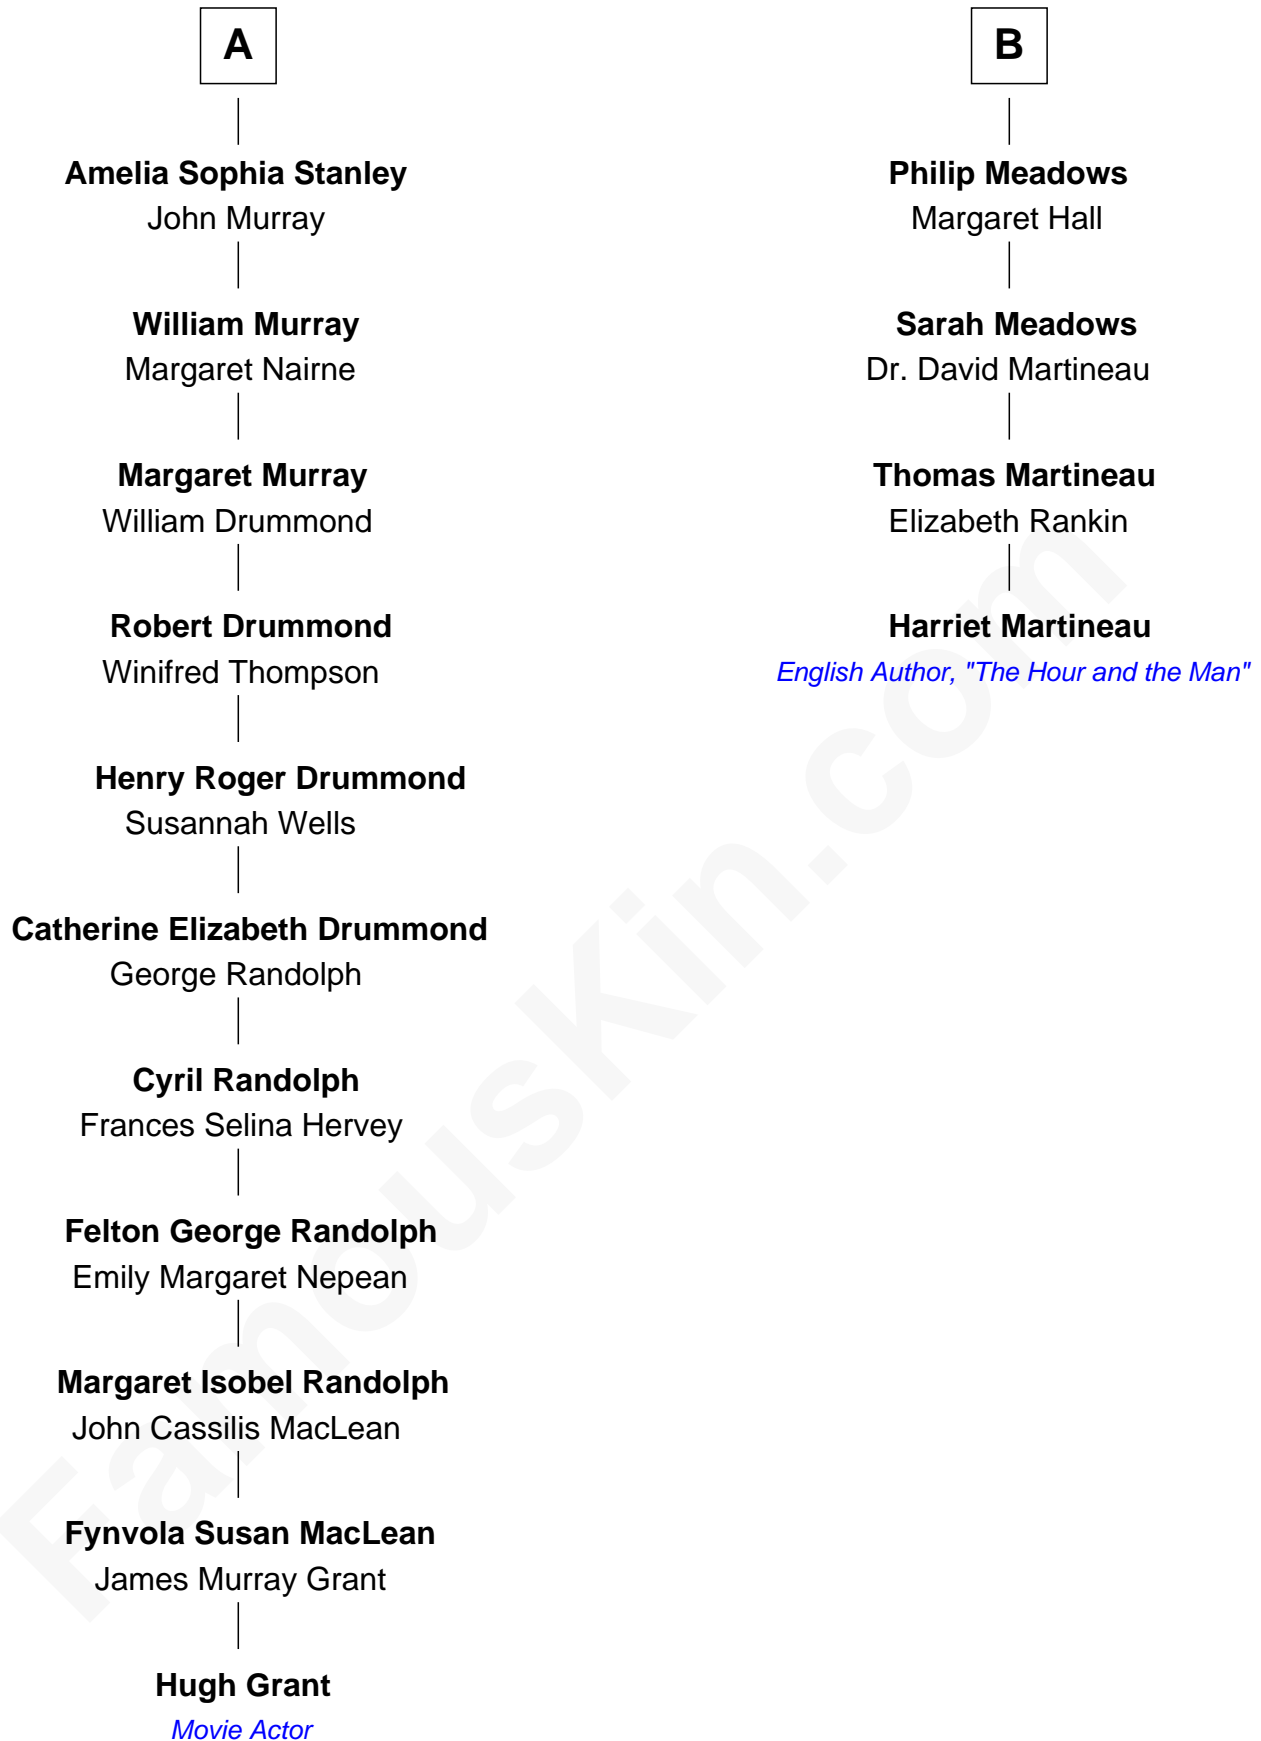 A
Amelia Sophia Stanley
John Murray
William Murray
Margaret Nairne
Margaret Murray
William Drummond
Robert Drummond
Winifred Thompson
Henry Roger Drummond
Susannah Wells
Catherine Elizabeth Drummond
George Randolph
Cyril Randolph
Frances Selina Hervey
Felton George Randolph
Emily Margaret Nepean
Margaret Isobel Randolph
John Cassilis MacLean
Fynvola Susan MacLean
James Murray Grant
Hugh Grant
Movie Actor
B
Philip Meadows
Margaret Hall
Sarah Meadows
Dr. David Martineau
Thomas Martineau
Elizabeth Rankin
Harriet Martineau
English Author, "The Hour and the Man"
FamousKin.com